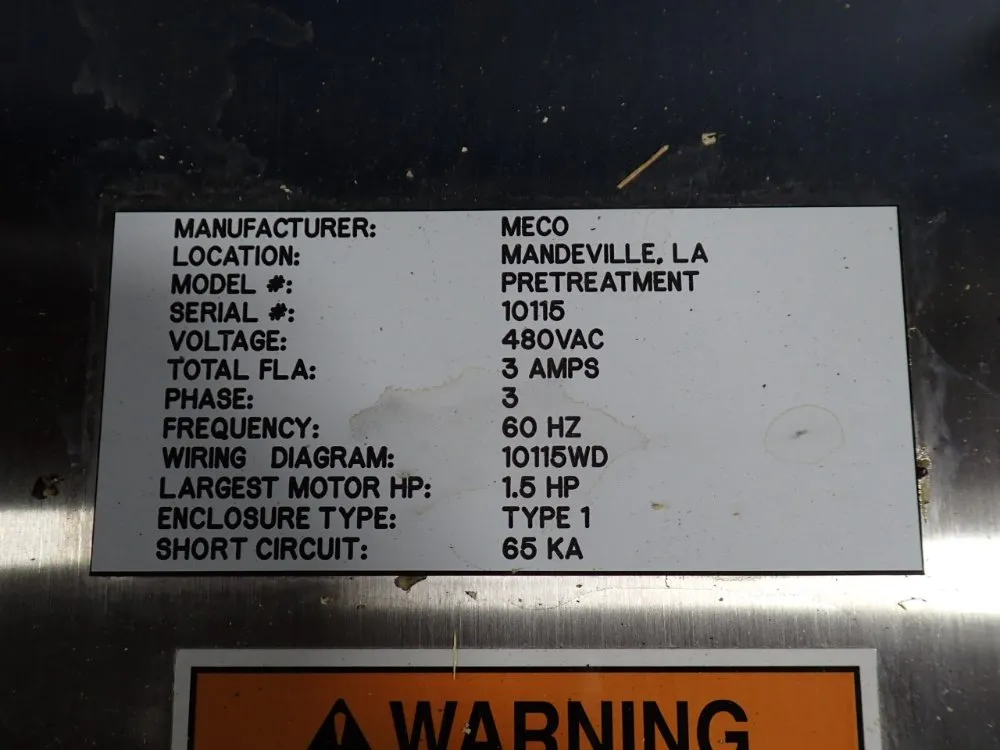 MANUFACTURER: MECO
LOCATION: MANDEVILLE, LA
MODEL #: PRETREATMENT
SERIAL #: 10115
VOLTAGE: 480VAC
TOTAL FLA: 3 AMPS
PHASE: 3
FREQUENCY: 60 HZ
WIRING DIAGRAM: 10115WD
LARGEST MOTOR HP: 1.5 HP
ENCLOSURE TYPE: TYPE 1
SHORT CIRCUIT: 65 KA
WARNING